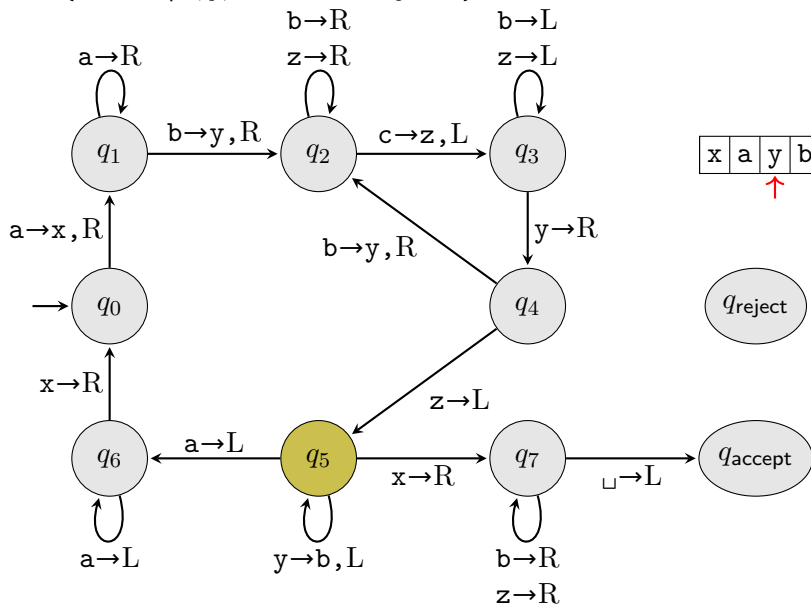 b→R b→L
a→R z→R z→L
q1 b→y,R q2 c→z,L q3 x a y b
a→x,R b→y,R y→R
q0 q4 qreject
x→R z→L
q6 a→L q5 x→R q7 ␣→L qaccept
a→L y→b,L b→R
z→R